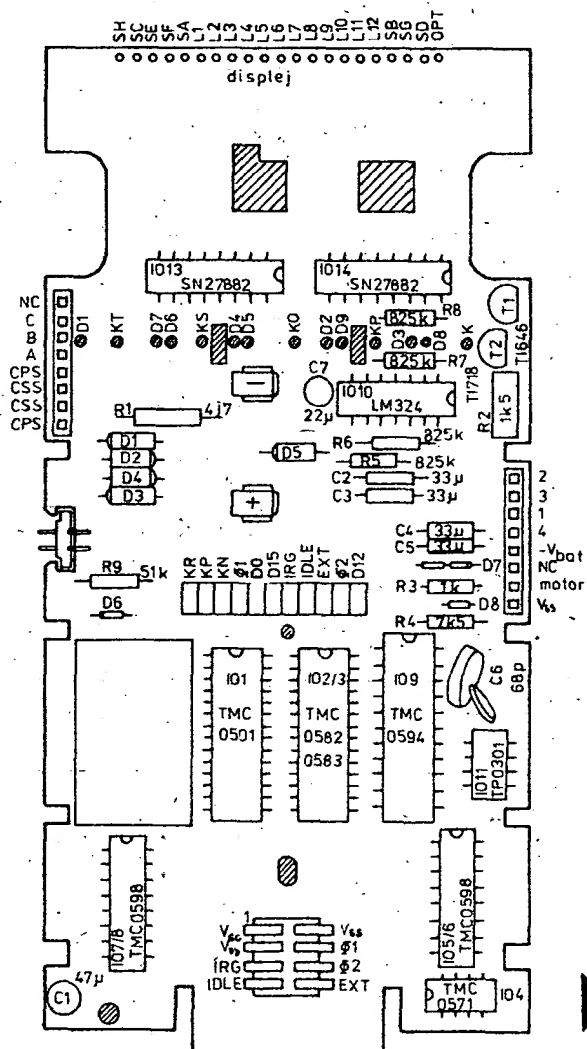 SH SC SE SF SA L1 L2 L3 L4 L5 L6 L7 L8 L9 L10 L11 L12 SB SG SD OPT
displej
IO13
SN27882
IO14
SN27882
NC
C
B
A
CPS
CSS
CSS
CPS
D1 KT D7 D6 KS D4 D5 KO D2 D9 KP D3 D8 K
825k R8
825k R7
T1
T2
TI646
TI718
C7
22µ
IO10
LM324
R2 1k5
R1 4j7
−
+
D1
D2
D4
D3
D5
R6 825k
R5 825k
C2 33µ
C3 33µ
C4 33µ
C5 33µ
2
3
1
4
-Vbat
NC
motor
Vss
D7
R3 1k
D8
R4 7k5
R9 51k
D6
KR KP KN φ1 D0 D15 IRG IDLE EXT φ2 D12
IO1
TMC
0501
IO2/3
TMC
0582
0583
IO9
TMC
0594
C6
68p
IO11
TP0301
IO7/8
TMC0598
IO5/6
TMC0598
1
VGG Vss
VDD φ1
IRG φ2
IDLE EXT
47µ
C1
TMC
0571
IO4